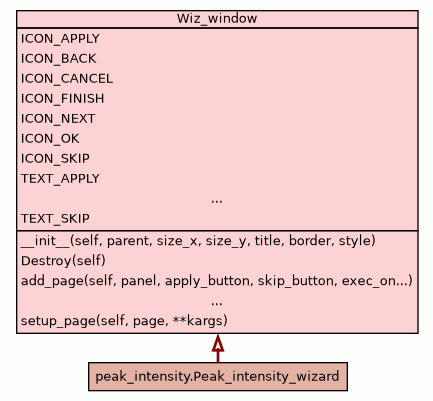 Wiz_window
ICON_APPLY
ICON_BACK
ICON_CANCEL
ICON_FINISH
ICON_NEXT
ICON_OK
ICON_SKIP
TEXT_APPLY
...
TEXT_SKIP
__init__(self, parent, size_x, size_y, title, border, style)
Destroy(self)
add_page(self, panel, apply_button, skip_button, exec_on...)
...
setup_page(self, page, **kargs)
peak_intensity.Peak_intensity_wizard